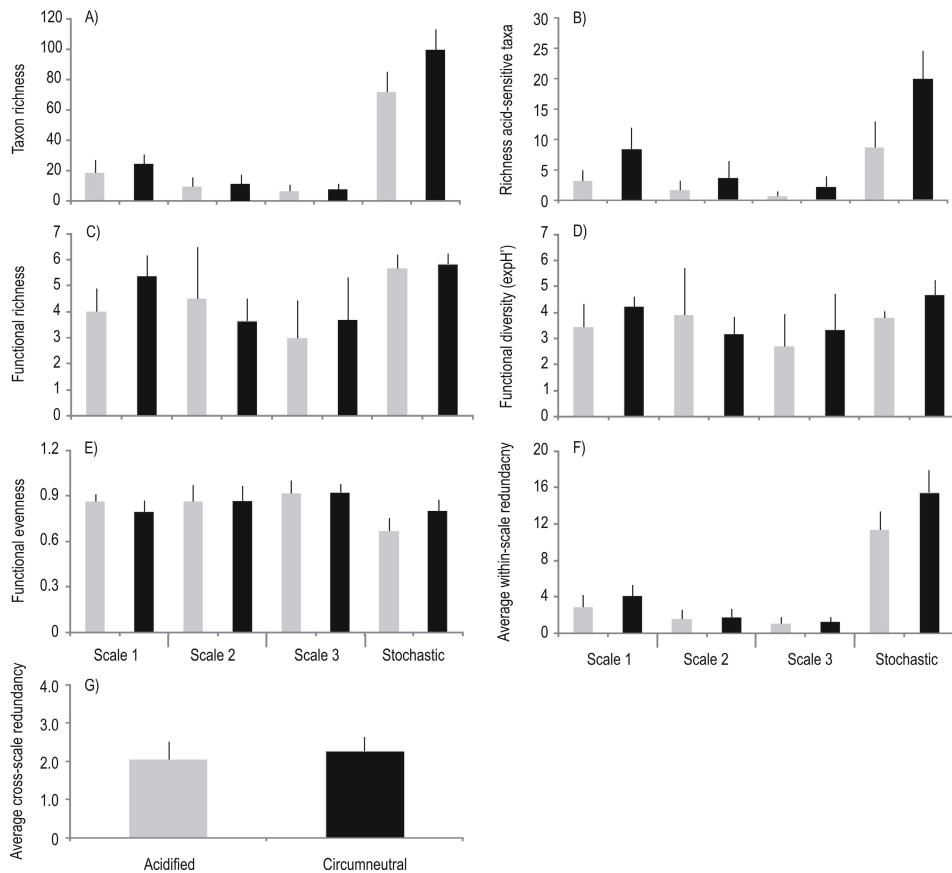 A)
Taxon richness
120
100
80
60
40
20
0
B)
Richness acid-sensitive taxa
30
25
20
15
10
5
0
C)
Functional richness
7
6
5
4
3
2
1
0
D)
Functional diversity (expH')
7
6
5
4
3
2
1
0
E)
Functional evenness
1.2
0.9
0.6
0.3
0
Scale 1
Scale 2
Scale 3
Stochastic
F)
Average within-scale redundacny
20
16
12
8
4
0
Scale 1
Scale 2
Scale 3
Stochastic
G)
Average cross-scale redundancy
4.0
3.0
2.0
1.0
0
Acidified
Circumneutral